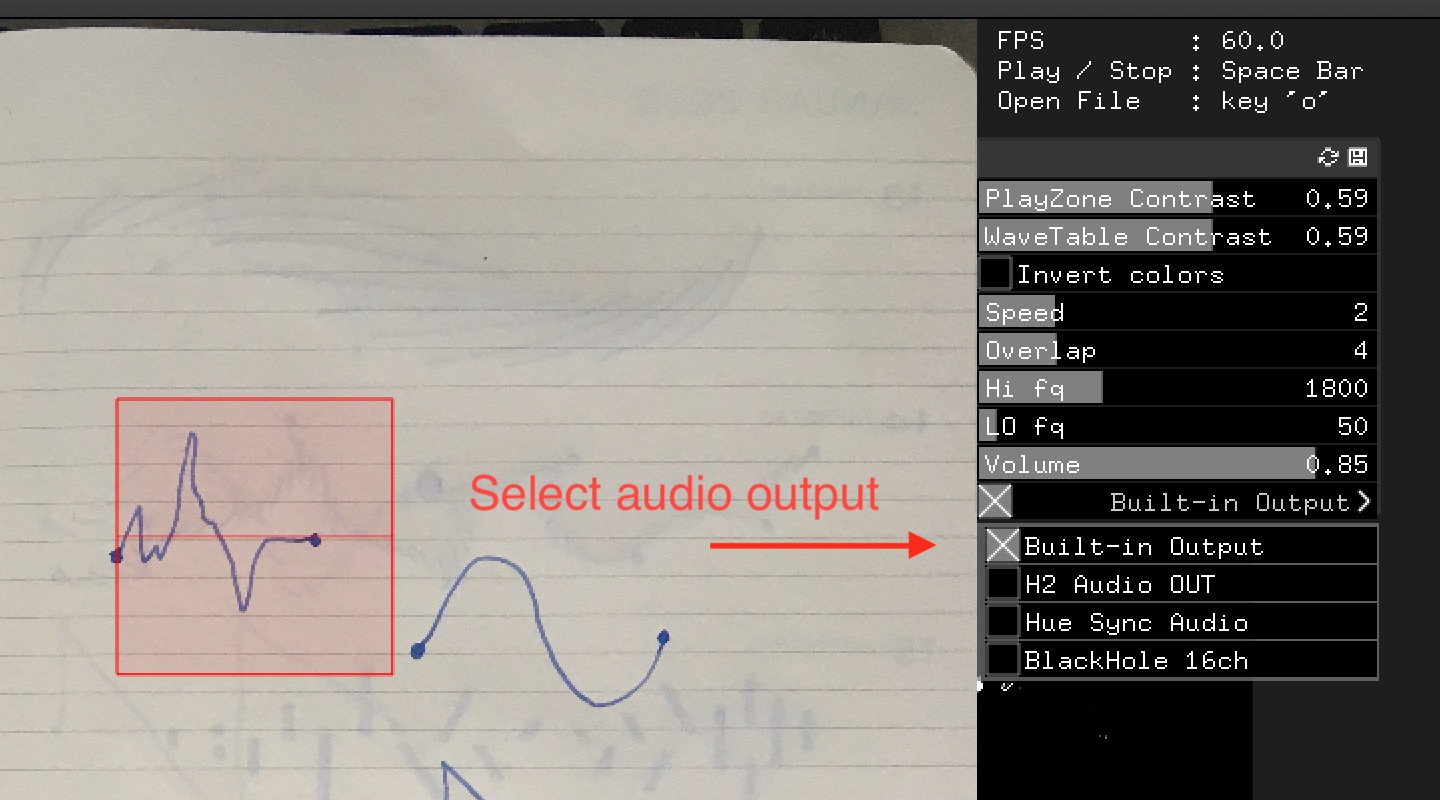 FPS : 60.0
Play / Stop : Space Bar
Open File : key ´o´
PlayZone Contrast 0.59
WaveTable Contrast 0.59
Invert colors
Speed 2
Overlap 4
Hi fq 1800
LO fq 50
Volume 0.85
Built-in Output
Select audio output
Built-in Output
H2 Audio OUT
Hue Sync Audio
BlackHole 16ch